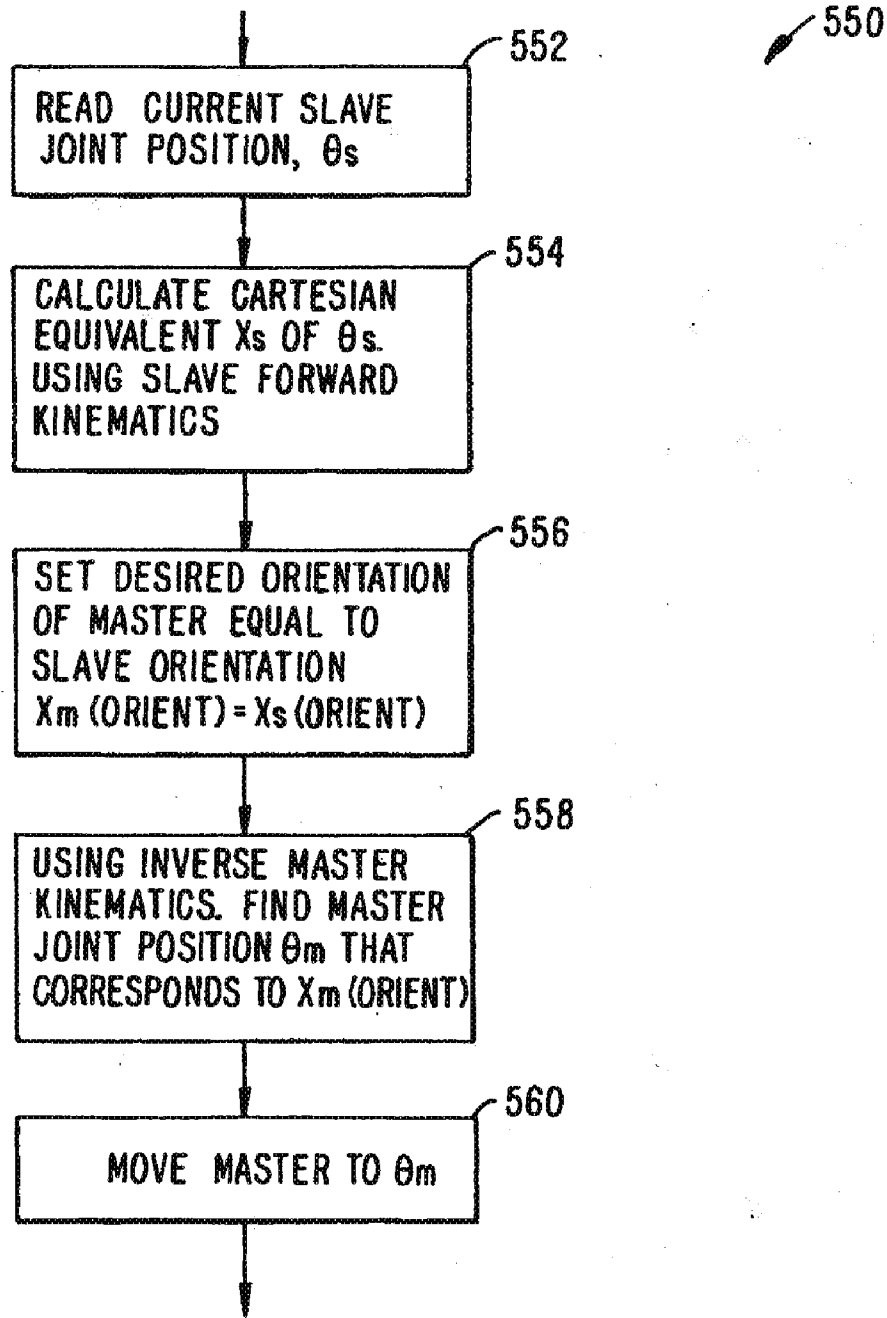 550
552
READ CURRENT SLAVE
JOINT POSITION, θs
554
CALCULATE CARTESIAN
EQUIVALENT Xs OF θs.
USING SLAVE FORWARD
KINEMATICS
556
SET DESIRED ORIENTATION
OF MASTER EQUAL TO
SLAVE ORIENTATION
Xm (ORIENT) = Xs (ORIENT)
558
USING INVERSE MASTER
KINEMATICS. FIND MASTER
JOINT POSITION θm THAT
CORRESPONDS TO Xm (ORIENT)
560
MOVE MASTER TO θm